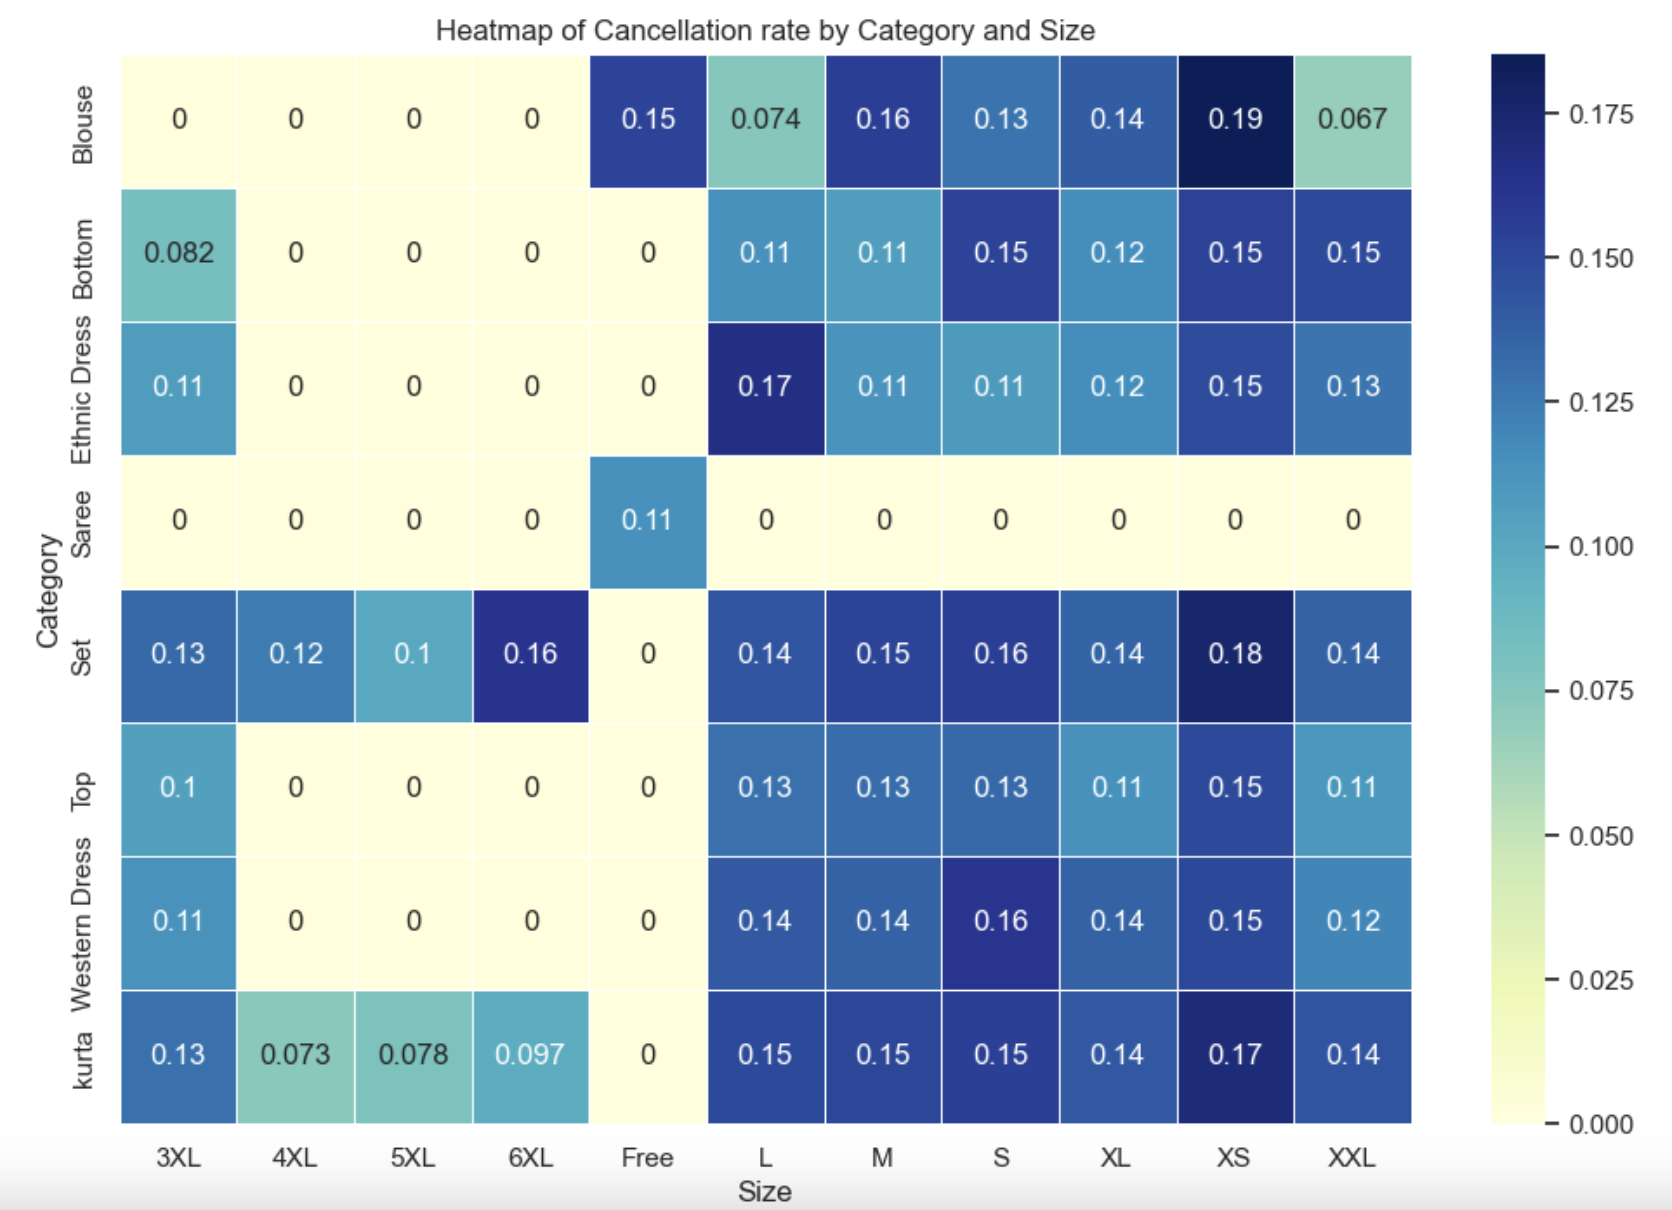 Heatmap of Cancellation rate by Category and Size
Category
Blouse 0 0 0 0 0.15 0.074 0.16 0.13 0.14 0.19 0.067
Bottom 0.082 0 0 0 0 0.11 0.11 0.15 0.12 0.15 0.15
Ethnic Dress 0.11 0 0 0 0 0.17 0.11 0.11 0.12 0.15 0.13
Saree 0 0 0 0 0.11 0 0 0 0 0 0
Set 0.13 0.12 0.1 0.16 0 0.14 0.15 0.16 0.14 0.18 0.14
Top 0.1 0 0 0 0 0.13 0.13 0.13 0.11 0.15 0.11
Western Dress 0.11 0 0 0 0 0.14 0.14 0.16 0.14 0.15 0.12
kurta 0.13 0.073 0.078 0.097 0 0.15 0.15 0.15 0.14 0.17 0.14
3XL 4XL 5XL 6XL Free L M S XL XS XXL
Size
0.175
0.150
0.125
0.100
0.075
0.050
0.025
0.000